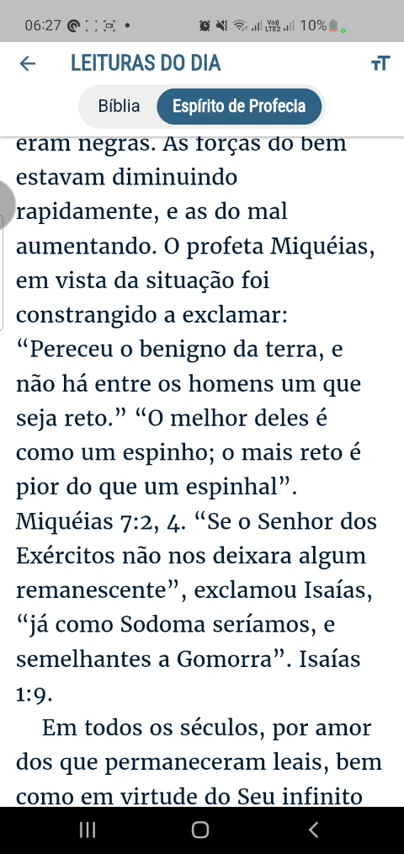 06:27
VoD) LTE2 10%
LEITURAS DO DIA
TT
Bíblia Espírito de Profecia
eram negras. As forças do bem
estavam diminuindo
rapidamente, e as do mal
aumentando. O profeta Miquéias,
em vista da situação foi
constrangido a exclamar:
“Pereceu o benigno da terra, e
não há entre os homens um que
seja reto.” “O melhor deles é
como um espinho; o mais reto é
pior do que um espinhal”.
Miquéias 7:2, 4. “Se o Senhor dos
Exércitos não nos deixara algum
remanescente”, exclamou Isaías,
“já como Sodoma seríamos, e
semelhantes a Gomorra”. Isaías
1:9.
Em todos os séculos, por amor
dos que permaneceram leais, bem
como em virtude do Seu infinito